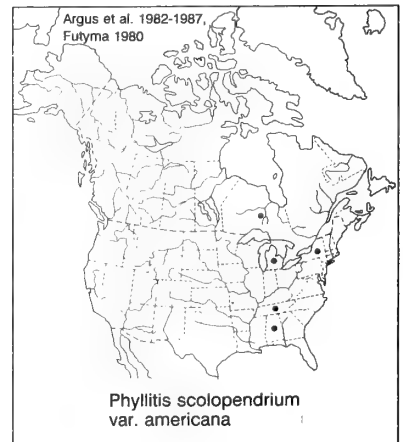 Argus et al. 1982-1987,
Futyma 1980
Phyllitis scolopendrium
var. americana